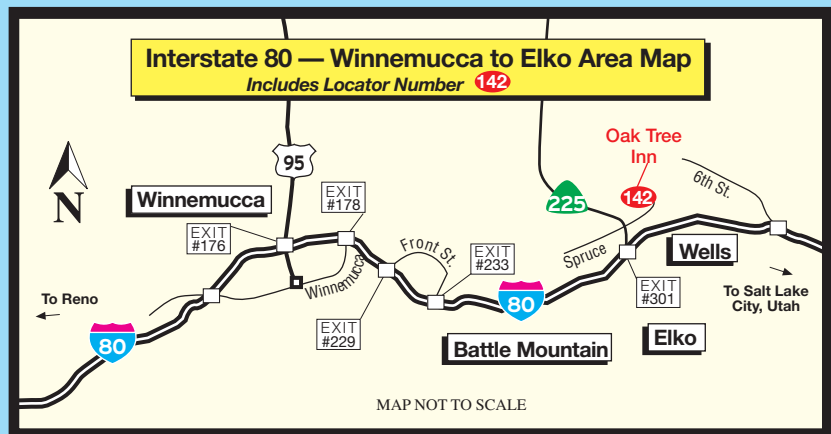 Interstate 80 — Winnemucca to Elko Area Map
Includes Locator Number 142
95
Oak Tree
Inn
142
6th St.
225
N
Winnemucca
EXIT
#178
EXIT
#176
Front St.
EXIT
#233
Spruce
Wells
To Reno
Winnemucca
EXIT
#229
80
EXIT
#301
To Salt Lake
City, Utah
80
Battle Mountain
Elko
MAP NOT TO SCALE